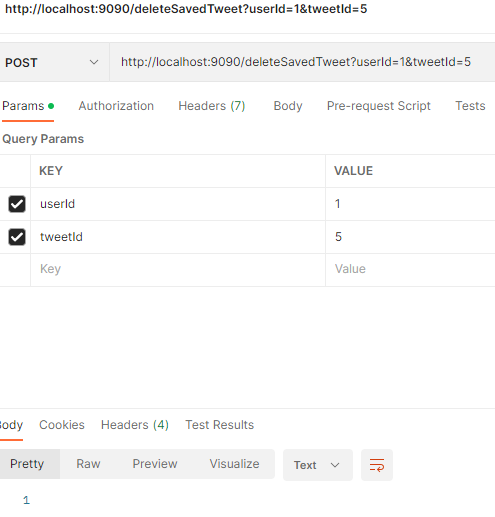 http://localhost:9090/deleteSavedTweet?userId=1&tweetId=5
POST http://localhost:9090/deleteSavedTweet?userId=1&tweetId=5
Params Authorization Headers (7) Body Pre-request Script Tests
Query Params
KEY VALUE
userId 1
tweetId 5
Key Value
Body Cookies Headers (4) Test Results
Pretty Raw Preview Visualize Text
1